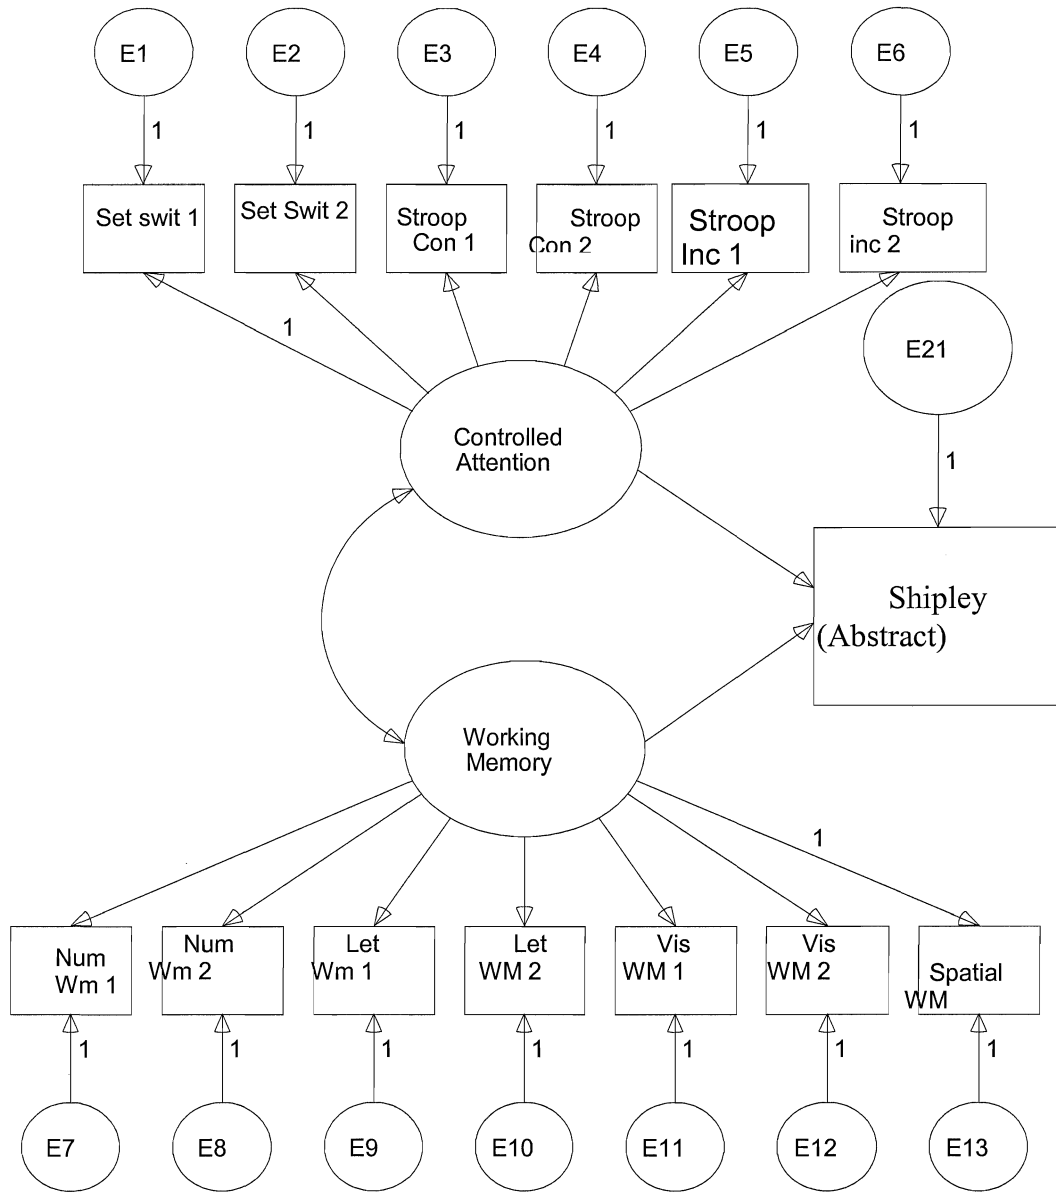 E1
E2
E3
E4
E5
E6
1
1
1
1
1
1
Set swit 1
Set Swit 2
Stroop
Con 1
Stroop
Con 2
Stroop
Inc 1
Stroop
inc 2
1
E21
Controlled
Attention
1
Shipley
(Abstract)
Working
Memory
1
Num
Wm 1
Num
Wm 2
Let
Wm 1
Let
WM 2
Vis
WM 1
Vis
WM 2
Spatial
WM
1
1
1
1
1
1
1
E7
E8
E9
E10
E11
E12
E13